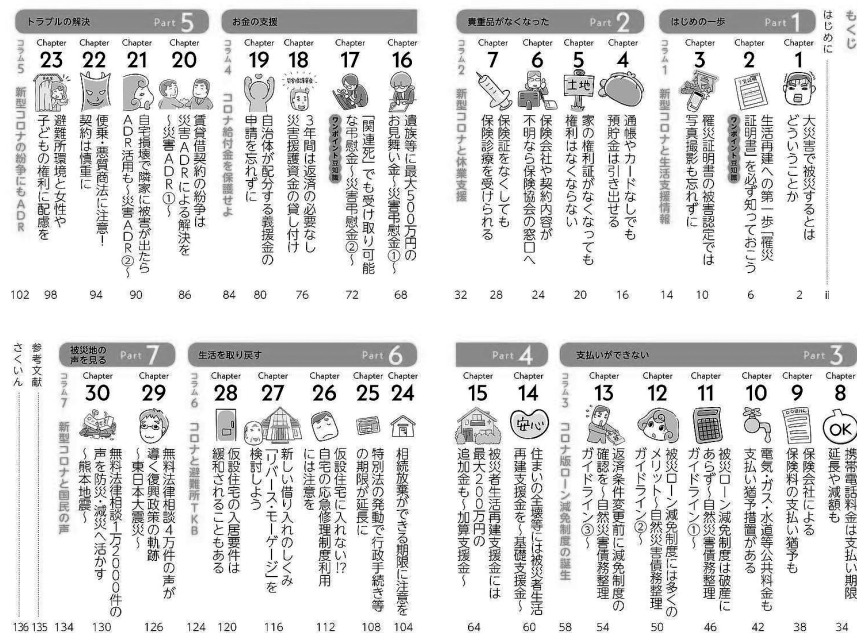 もくじ
はじめに
ii
Part 1
はじめの一歩
Chapter
1
大災害で被災するとは
どういうことか
2
Chapter
2
生活再建への第一歩「罹災
証明書」を必ず知っておこう
ワンポイント豆知識
6
Chapter
3
罹災証明書の被害認定では
写真撮影も忘れずに
10
コラム1 新型コロナと生活支援情報
14
Part 2
貴重品がなくなった
Chapter
4
通帳やカードなしでも
預貯金は引き出せる
16
Chapter
5
土地
家の権利証がなくなっても
権利はなくならない
20
Chapter
6
保険会社や契約内容が
不明なら保険協会の窓口へ
24
Chapter
7
保険証をなくしても
保険診療を受けられる
28
コラム2 新型コロナと休業支援
32
お金の支援
Chapter
16
遺族等に最大500万円の
お見舞い金~災害弔慰金①~
68
Chapter
17
「関連死」でも受け取り可能
な弔慰金~災害弔慰金②~
ワンポイント豆知識
72
Chapter
18
3年間は返済の必要なし
災害援護資金の貸し付け
76
Chapter
19
自治体が配分する義援金の
申請を忘れずに
80
コラム4 コロナ給付金を保護せよ
84
Part 5
トラブルの解決
Chapter
20
賃貸借契約の紛争は
災害ADRによる解決を
~災害ADR①~
86
Chapter
21
自宅損壊で隣家に被害が出たら
ADR活用も~災害ADR②~
90
Chapter
22
便乗・悪質商法に注意!
契約は慎重に
94
Chapter
23
避難所環境と女性や
子どもの権利に配慮を
98
コラム5 新型コロナの紛争にもADR
102
Part 3
支払いができない
Chapter
8
OK
携帯電話料金は支払い期限
延長や減額も
34
Chapter
9
保険会社による
保険料の支払い猶予も
38
Chapter
10
電気・ガス・水道等公共料金も
支払い猶予措置がある
42
Chapter
11
被災ローン減免制度は破産に
あらず~自然災害債務整理
ガイドライン①~
46
Chapter
12
被災ローン減免制度には多くの
メリット~自然災害債務整理
ガイドライン②~
50
Chapter
13
返済条件変更前に減免制度の
確認を~自然災害債務整理
ガイドライン③~
54
コラム3 コロナ版ローン減免制度の誕生
58
Part 4
Chapter
14
安心
住まいの全壊等には被災者生活
再建支援金を~基礎支援金~
60
Chapter
15
被災者生活再建支援金には
最大200万円の
追加金も~加算支援金~
64
Part 6
生活を取り戻す
Chapter
24
相続放棄ができる期限に注意を
104
Chapter
25
特別法の発動で行政手続き等
の期限が延長に
108
Chapter
26
仮設住宅に入れない!?
自宅の応急修理制度利用
には注意を
112
Chapter
27
新しい借り入れのしくみ
「リバース・モーゲージ」を
検討しよう
116
Chapter
28
仮設住宅の入居要件は
緩和されることもある
120
コラム6 コロナと避難所TKB
124
Part 7
被災地の
声を見る
Chapter
29
無料法律相談4万件の声が
導く復興政策の軌跡
~東日本大震災~
126
Chapter
30
無料法律相談1万2000件の
声を防災・減災へ活かす
~熊本地震~
130
コラム7 新型コロナと国民の声
134
参考文献
135
さくいん
136